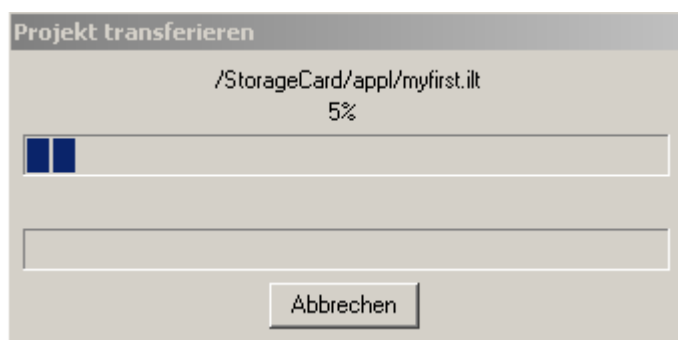 Projekt transferieren
/StorageCard/appl/myfirst.ilt
5%
Abbrechen